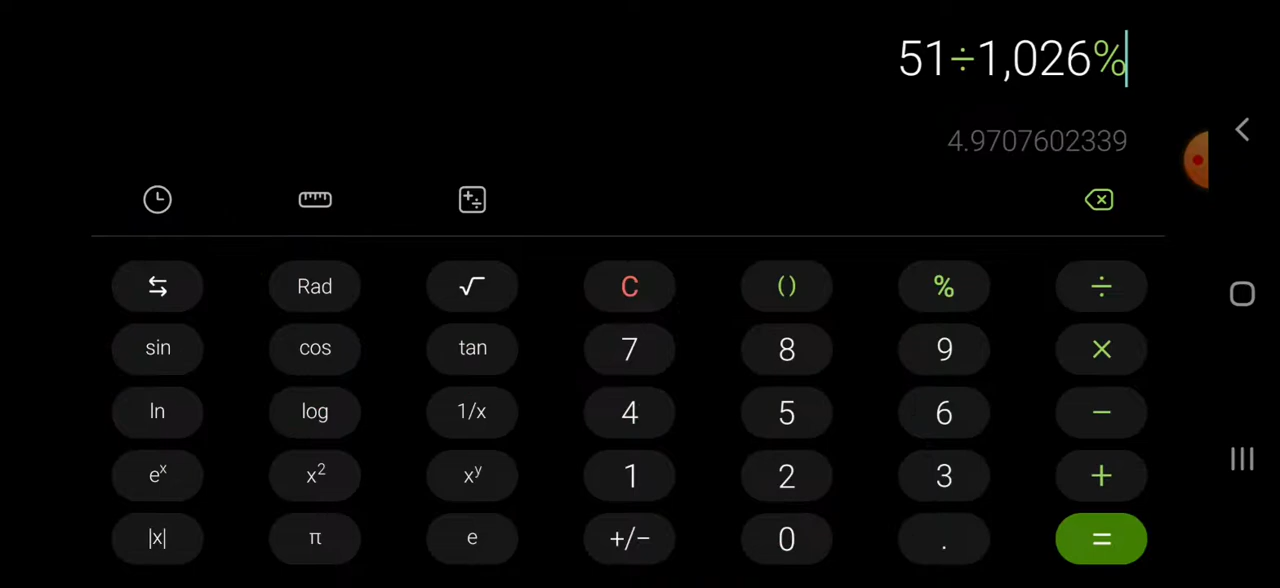 51÷1,026%
4.9707602339
Rad √ C () % ÷
sin cos tan 7 8 9 ×
ln log 1/x 4 5 6 −
eˣ x² xʸ 1 2 3 +
|x| π e +/− 0 . =